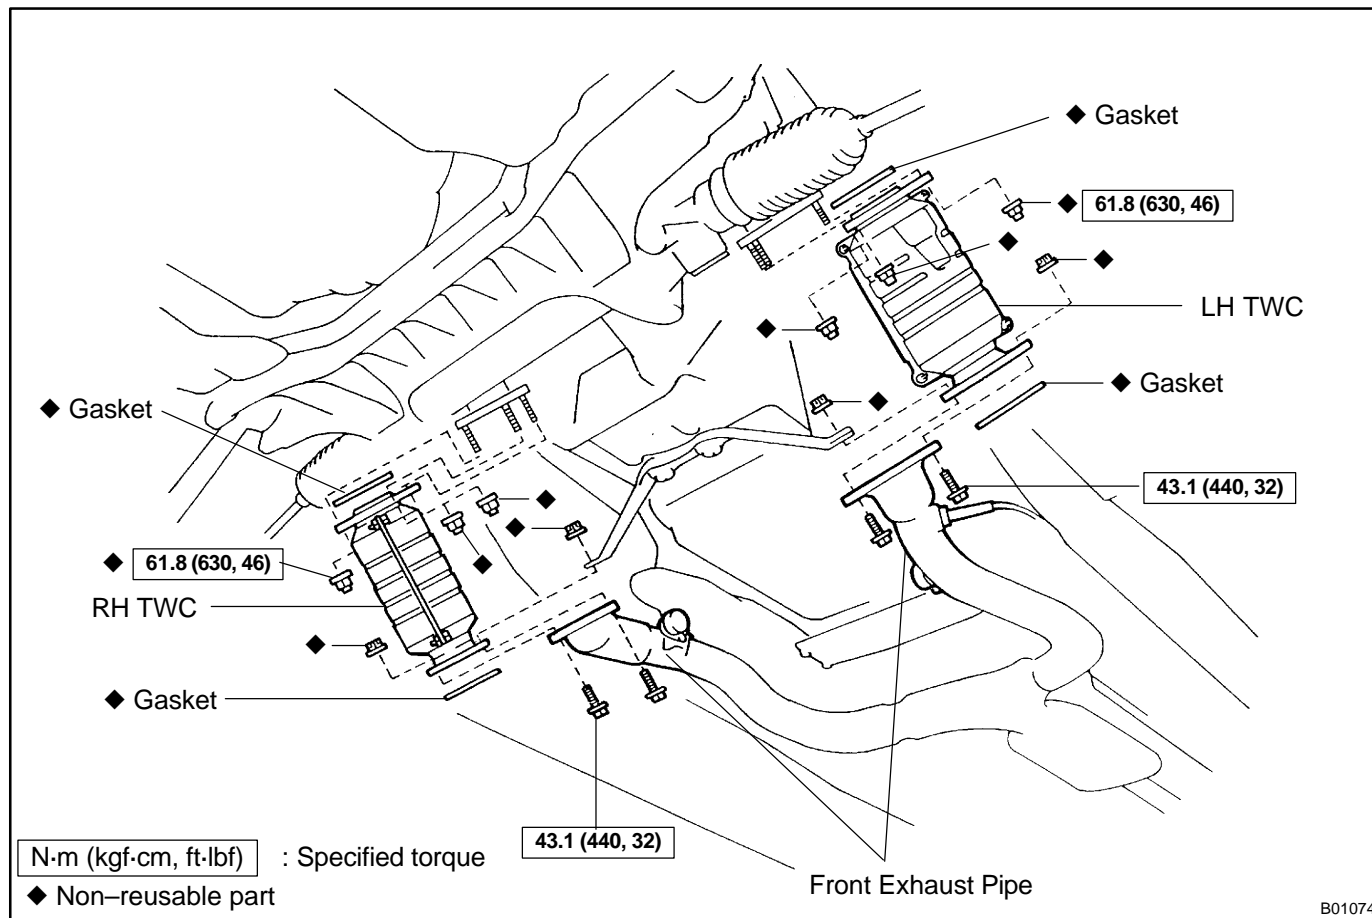 ◆ Gasket
◆ 61.8 (630, 46)
◆
◆
LH TWC
◆
◆ Gasket
◆
◆ Gasket
43.1 (440, 32)
◆
◆
◆ 61.8 (630, 46)
◆
RH TWC
◆
◆ Gasket
43.1 (440, 32)
N·m (kgf·cm, ft·lbf) : Specified torque
Front Exhaust Pipe
◆ Non–reusable part
B01074